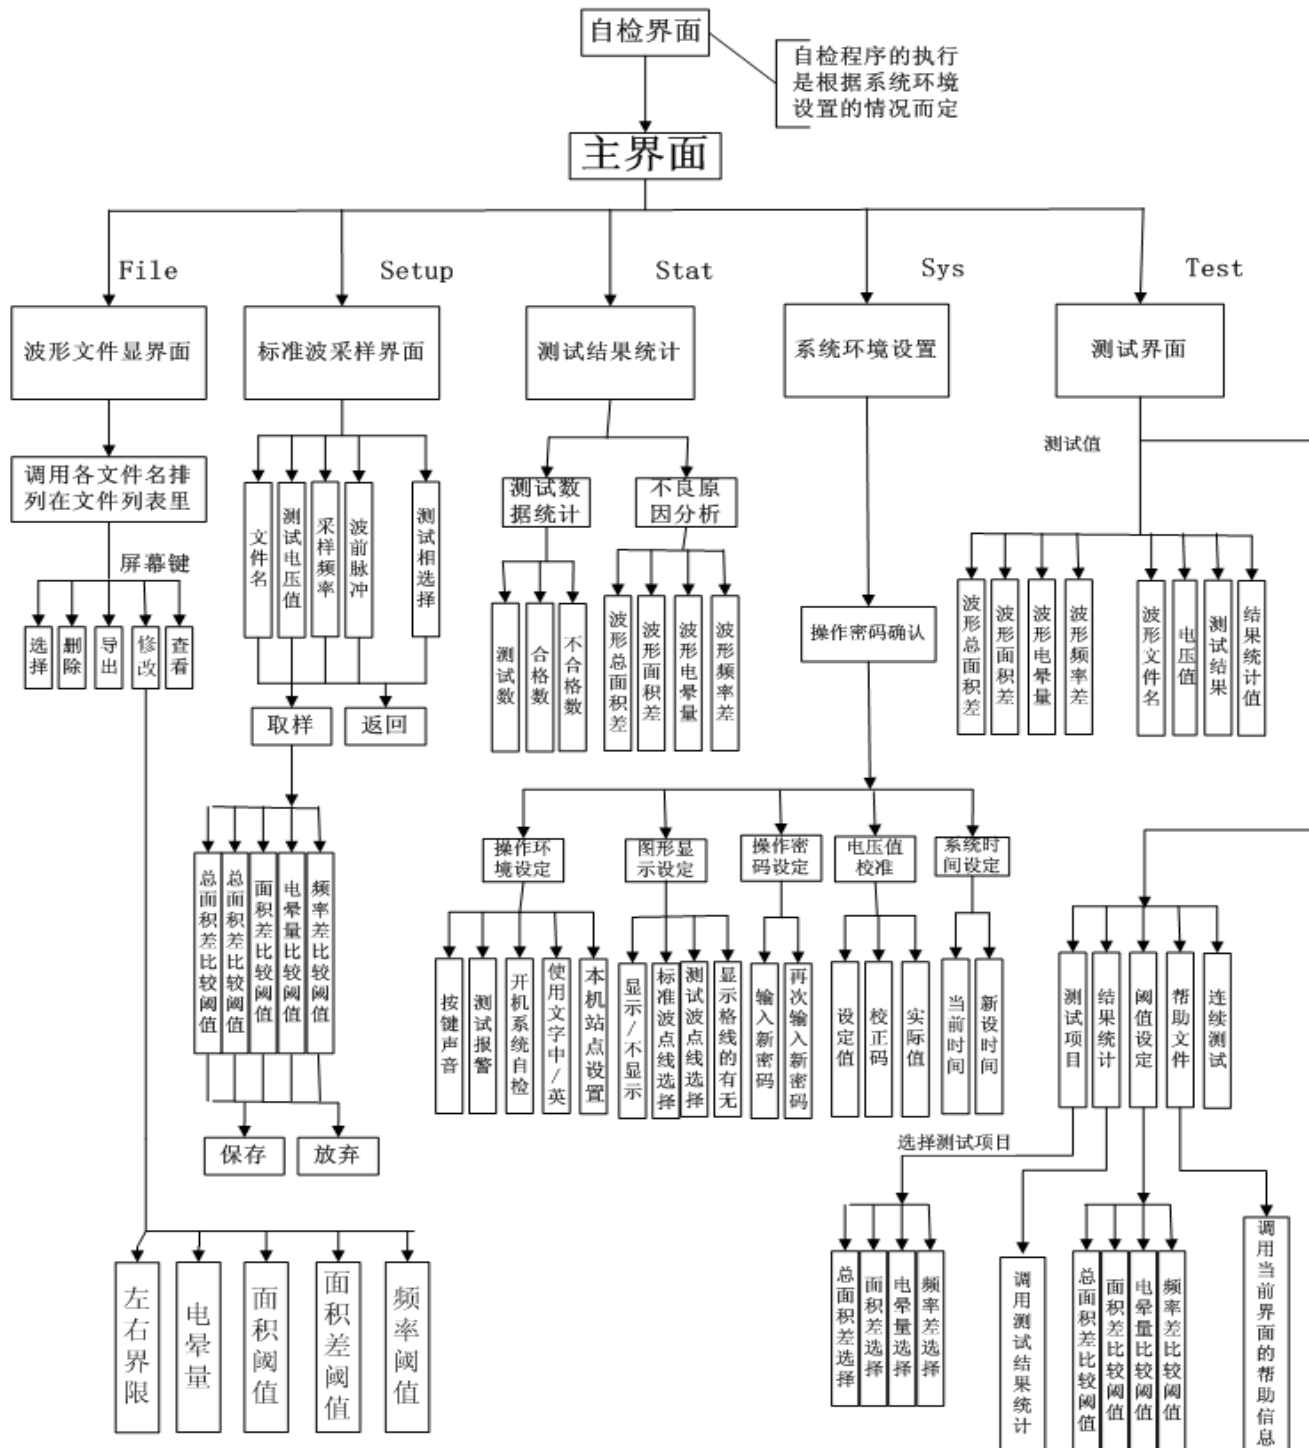 自检界面
自检程序的执行
是根据系统环境
设置的情况而定
主界面
File
Setup
Stat
Sys
Test
波形文件显界面
标准波采样界面
测试结果统计
系统环境设置
测试界面
调用各文件名排
列在文件列表里
屏幕键
选择
删除
导出
修改
查看
文件名
测试电压值
采样频率
波前脉冲
测试相选择
取样
返回
总面积差比较阈值
总面积差比较阈值
面积差比较阈值
电晕量比较阈值
频率差比较阈值
保存
放弃
左右界限
电晕量
面积阈值
面积差阈值
频率阈值
测试数
据统计
不良原
因分析
测试数
合格数
不合格数
波形总面积差
波形面积差
波形电晕量
波形频率差
操作密码确认
操作环
境设定
图形显
示设定
操作密
码设定
电压值
校准
系统时
间设定
按键声音
测试报警
开机系统自检
使用文字中/英
本机站点设置
显示/不显示
标准波点线选择
测试波点线选择
显示格线的有无
输入新密码
再次输入新密码
设定值
校正码
实际值
当前时间
新设时间
测试值
波形总面积差
波形面积差
波形电晕量
波形频率差
波形文件名
电压值
测试结果
结果统计值
测试项目
结果统计
阈值设定
帮助文件
连续测试
选择测试项目
总面积差选择
面积差选择
电晕量选择
频率差选择
调用测试结果统计
总面积差比较阈值
面积差比较阈值
电晕量比较阈值
频率差比较阈值
调用当前界面的帮助信息